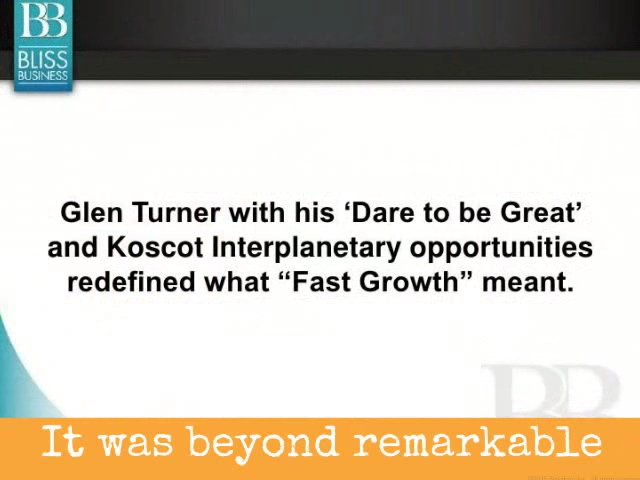 BB
BLISS
BUSINESS
Glen Turner with his ‘Dare to be Great’
and Koscot Interplanetary opportunities
redefined what “Fast Growth” meant.
BB
It was beyond remarkable